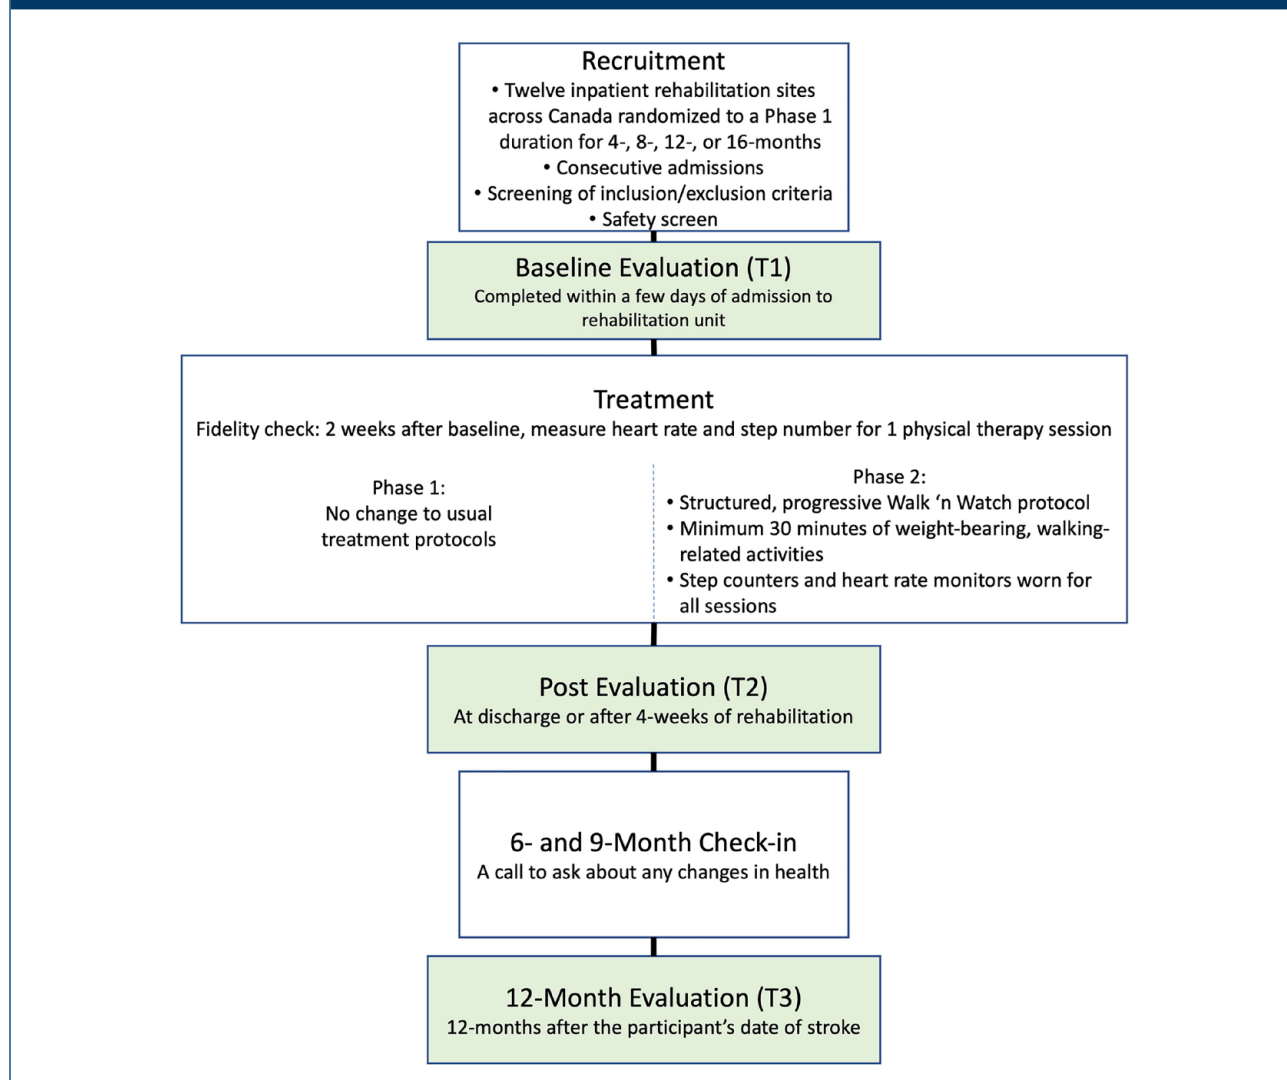 Recruitment
• Twelve inpatient rehabilitation sites
across Canada randomized to a Phase 1
duration for 4-, 8-, 12-, or 16-months
• Consecutive admissions
• Screening of inclusion/exclusion criteria
• Safety screen
Baseline Evaluation (T1)
Completed within a few days of admission to
rehabilitation unit
Treatment
Fidelity check: 2 weeks after baseline, measure heart rate and step number for 1 physical therapy session
Phase 1:
No change to usual
treatment protocols
Phase 2:
• Structured, progressive Walk ‘n Watch protocol
• Minimum 30 minutes of weight-bearing, walking-
related activities
• Step counters and heart rate monitors worn for
all sessions
Post Evaluation (T2)
At discharge or after 4-weeks of rehabilitation
6- and 9-Month Check-in
A call to ask about any changes in health
12-Month Evaluation (T3)
12-months after the participant’s date of stroke